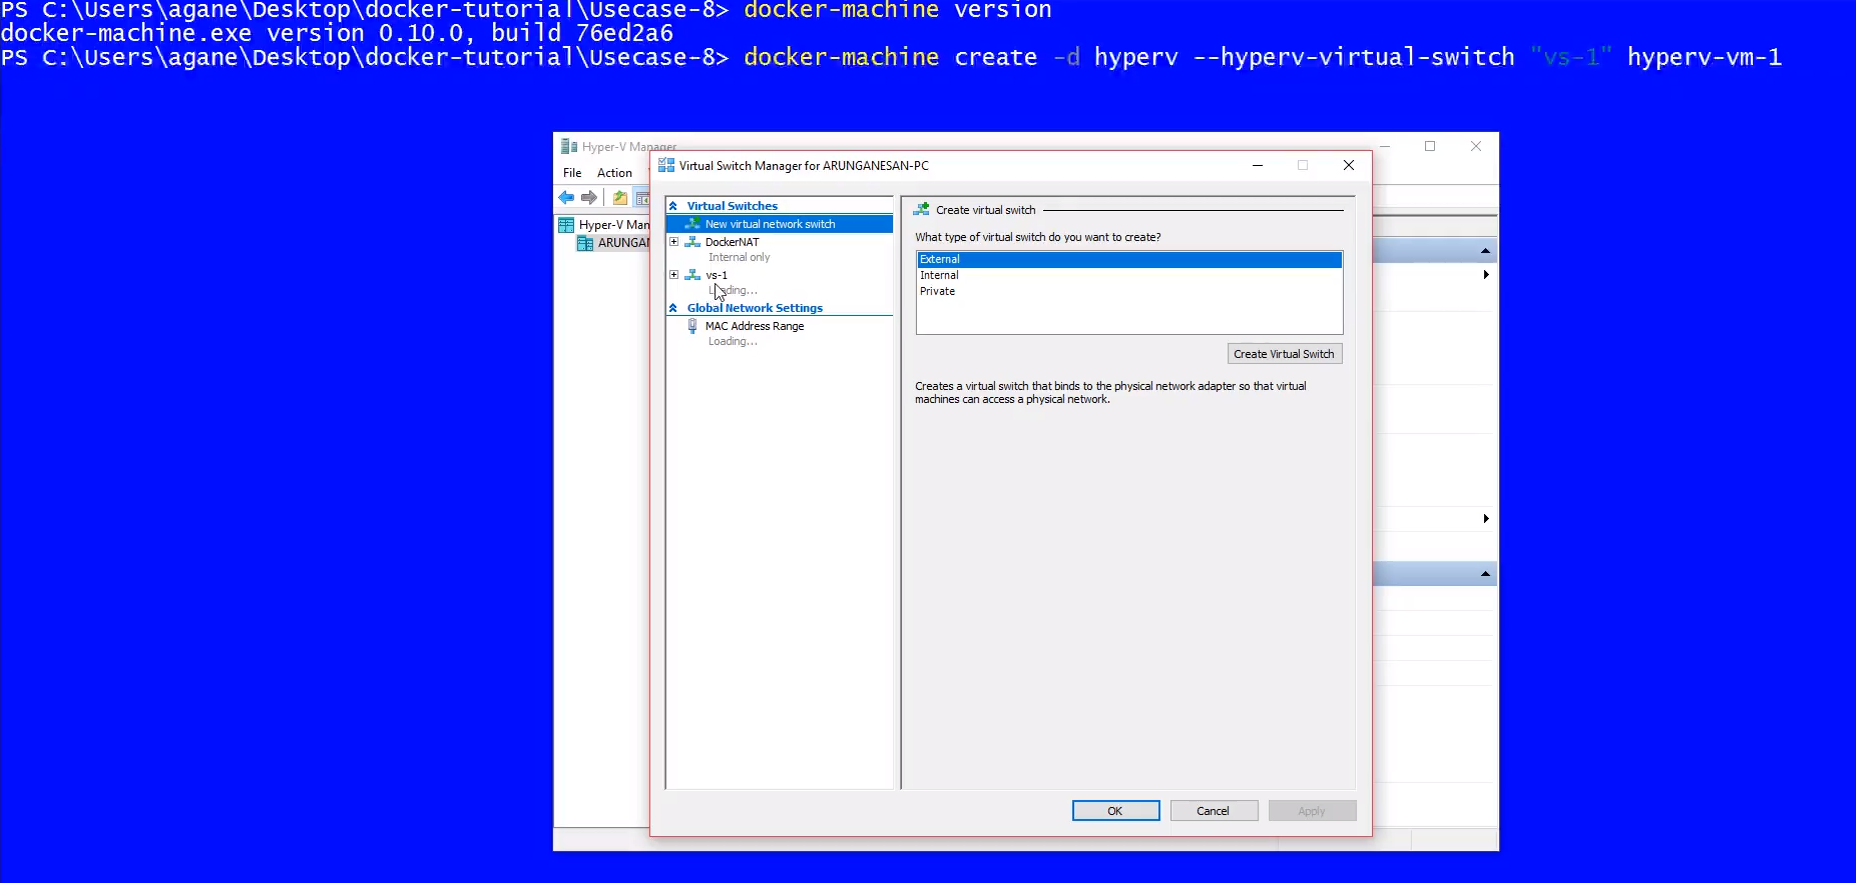 PS C:\Users\agane\Desktop\docker-tutorial\Usecase-8> docker-machine version
docker-machine.exe version 0.10.0, build 76ed2a6
PS C:\Users\agane\Desktop\docker-tutorial\Usecase-8> docker-machine create -d hyperv --hyperv-virtual-switch "vs-1" hyperv-vm-1
Hyper-V Manager
Virtual Switch Manager for ARUNGANESAN-PC
File Action
Virtual Switches
New virtual network switch
DockerNAT
Internal only
vs-1
Loading...
Global Network Settings
MAC Address Range
Loading...
Hyper-V Man
ARUNGAN
Create virtual switch
What type of virtual switch do you want to create?
External
Internal
Private
Create Virtual Switch
Creates a virtual switch that binds to the physical network adapter so that virtual
machines can access a physical network.
OK
Cancel
Apply